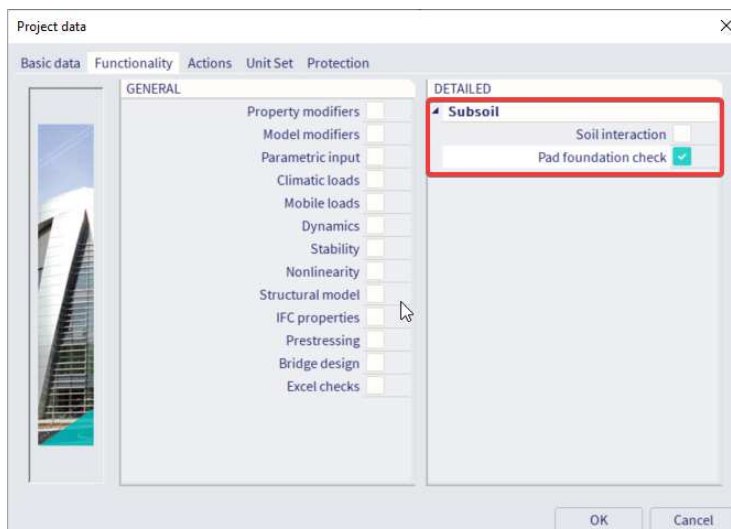 Project data
Basic data Functionality Actions Unit Set Protection
GENERAL
Property modifiers
Model modifiers
Parametric input
Climatic loads
Mobile loads
Dynamics
Stability
Nonlinearity
Structural model
IFC properties
Prestressing
Bridge design
Excel checks
DETAILED
Subsoil
Soil interaction
Pad foundation check
OK Cancel